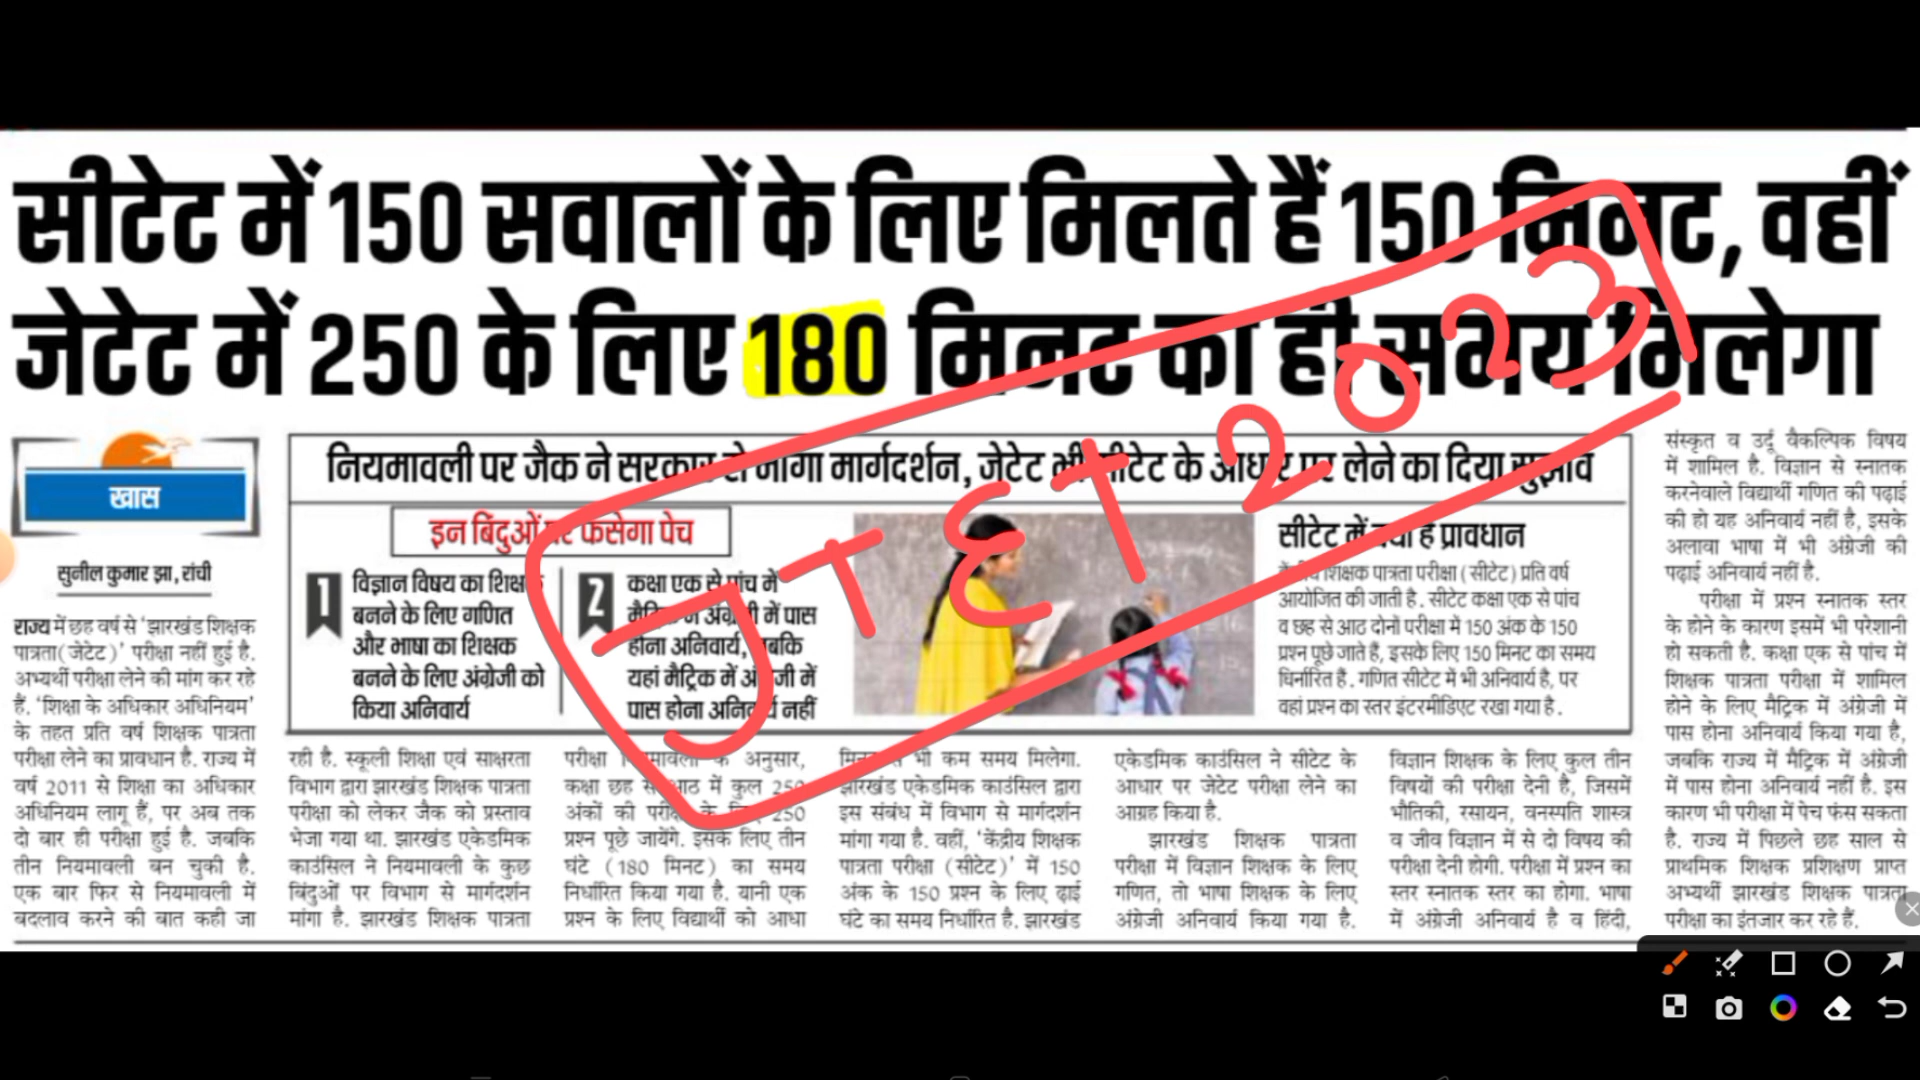 सीटेट में 150 सवालों के लिए मिलते हैं 150 मिनट, वहीं
जेटेट में 250 के लिए 180 मिनट का ही समय मिलेगा
खास
सुनील कुमार झा, रांची
राज्य में छह वर्ष से ‘झारखंड शिक्षक
पात्रता(जेटेट)’ परीक्षा नहीं हुई है.
अभ्यर्थी परीक्षा लेने की मांग कर रहे
हैं. ‘शिक्षा के अधिकार अधिनियम’
के तहत प्रति वर्ष शिक्षक पात्रता
परीक्षा लेने का प्रावधान है. राज्य में
वर्ष 2011 से शिक्षा का अधिकार
अधिनियम लागू हैं, पर अब तक
दो बार ही परीक्षा हुई है. जबकि
तीन नियमावली बन चुकी है.
एक बार फिर से नियमावली में
बदलाव करने की बात कही जा
नियमावली पर जैक ने सरकार से मांगा मार्गदर्शन, जेटेट भी सीटेट के आधार पर लेने का दिया सुझाव
इन बिंदुओं पर फंसेगा पेच
1 विज्ञान विषय का शिक्षक
बनने के लिए गणित
और भाषा का शिक्षक
बनने के लिए अंग्रेजी को
किया अनिवार्य
2 कक्षा एक से पांच में
मैट्रिक में अंग्रेजी में पास
होना अनिवार्य, जबकि
यहां मैट्रिक में अंग्रेजी में
पास होना अनिवार्य नहीं
JTET 2023
सीटेट में क्या है प्रावधान
केंद्रीय शिक्षक पात्रता परीक्षा (सीटेट) प्रति वर्ष
आयोजित की जाती है. सीटेट कक्षा एक से पांच
व छह से आठ दोनों परीक्षा में 150 अंक के 150
प्रश्न पूछे जाते हैं, इसके लिए 150 मिनट का समय
निर्धारित है. गणित सीटेट में भी अनिवार्य है, पर
वहां प्रश्न का स्तर इंटरमीडिएट रखा गया है.
रही है. स्कूली शिक्षा एवं साक्षरता
विभाग द्वारा झारखंड शिक्षक पात्रता
परीक्षा को लेकर जैक को प्रस्ताव
भेजा गया था. झारखंड एकेडमिक
काउंसिल ने नियमावली के कुछ
बिंदुओं पर विभाग से मार्गदर्शन
मांगा है. झारखंड शिक्षक पात्रता
परीक्षा नियमावली के अनुसार,
कक्षा छह से आठ में कुल 250
अंकों की परीक्षा के लिए 250
प्रश्न पूछे जायेंगे. इसके लिए तीन
घंटे (180 मिनट) का समय
निर्धारित किया गया है. यानी एक
प्रश्न के लिए विद्यार्थी को आधा
मिनट से भी कम समय मिलेगा.
झारखंड एकेडमिक काउंसिल द्वारा
इस संबंध में विभाग से मार्गदर्शन
मांगा गया है. वहीं, ‘केंद्रीय शिक्षक
पात्रता परीक्षा (सीटेट)’ में 150
अंक के 150 प्रश्न के लिए ढ़ाई
घंटे का समय निर्धारित है. झारखंड
एकेडमिक काउंसिल ने सीटेट के
आधार पर जेटेट परीक्षा लेने का
आग्रह किया है.
झारखंड शिक्षक पात्रता
परीक्षा में विज्ञान शिक्षक के लिए
गणित, तो भाषा शिक्षक के लिए
अंग्रेजी अनिवार्य किया गया है.
विज्ञान शिक्षक के लिए कुल तीन
विषयों की परीक्षा देनी है, जिसमें
भौतिकी, रसायन, वनस्पति शास्त्र
व जीव विज्ञान में से दो विषय की
परीक्षा देनी होगी. परीक्षा में प्रश्न का
स्तर स्नातक स्तर का होगा. भाषा
में अंग्रेजी अनिवार्य है व हिंदी,
संस्कृत व उर्दू वैकल्पिक विषय
में शामिल है. विज्ञान से स्नातक
करनेवाले विद्यार्थी गणित की पढ़ाई
की हो यह अनिवार्य नहीं है, इसके
अलावा भाषा में भी अंग्रेजी की
पढ़ाई अनिवार्य नहीं है.
परीक्षा में प्रश्न स्नातक स्तर
के होने के कारण इसमें भी परेशानी
हो सकती है. कक्षा एक से पांच में
शिक्षक पात्रता परीक्षा में शामिल
होने के लिए मैट्रिक में अंग्रेजी में
पास होना अनिवार्य किया गया है,
जबकि राज्य में मैट्रिक में अंग्रेजी
में पास होना अनिवार्य नहीं है. इस
कारण भी परीक्षा में पेच फंस सकता
है. राज्य में पिछले छह साल से
प्राथमिक शिक्षक प्रशिक्षण प्राप्त
अभ्यर्थी झारखंड शिक्षक पात्रता
परीक्षा का इंतजार कर रहे हैं.